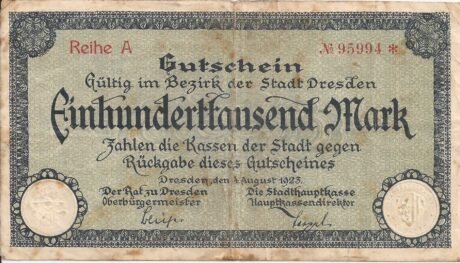 Reihe A
№ 95994 *
Gutschein
Gültig im Bezirk der Stadt Dresden
Einhunderttausend Mark
Zahlen die Kassen der Stadt gegen
Rückgabe dieses Gutscheines
Dresden, den 4. August 1923.
Der Rat zu Dresden
Oberbürgermeister
Die Stadthauptkasse
Hauptkassendirektor